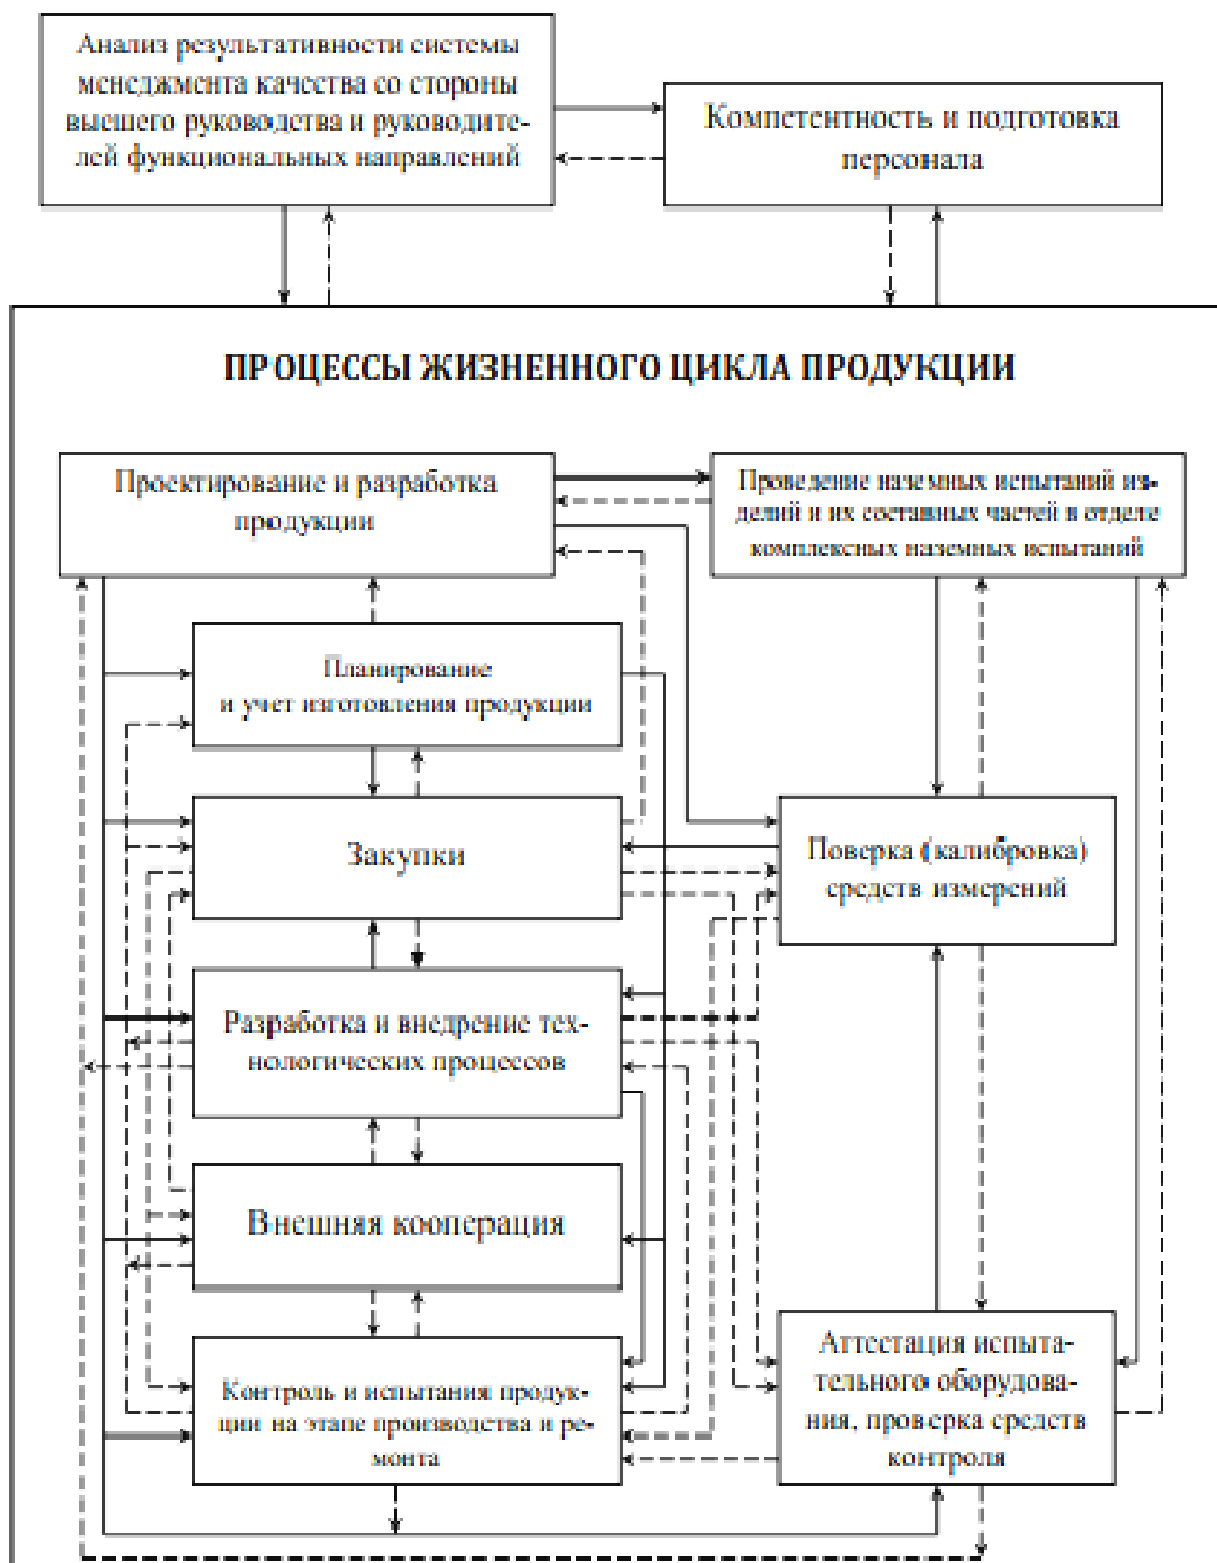 Анализ результативности системы
менеджмента качества со стороны
высшего руководства и руководите-
лей функциональных направлений
Компетентность и подготовка
персонала
ПРОЦЕССЫ ЖИЗНЕННОГО ЦИКЛА ПРОДУКЦИИ
Проектирование и разработка
продукции
Проведение наземных испытаний из-
делий и их составных частей в отделе
комплексных наземных испытаний
Планирование
и учет изготовления продукции
Закупки
Поверка (калибровка)
средств измерений
Разработка и внедрение тех-
нологических процессов
Внешняя кооперация
Контроль и испытания продук-
ции на этапе производства и ре-
монта
Аттестация испыта-
тельного оборудова-
ния, проверка средств
контроля